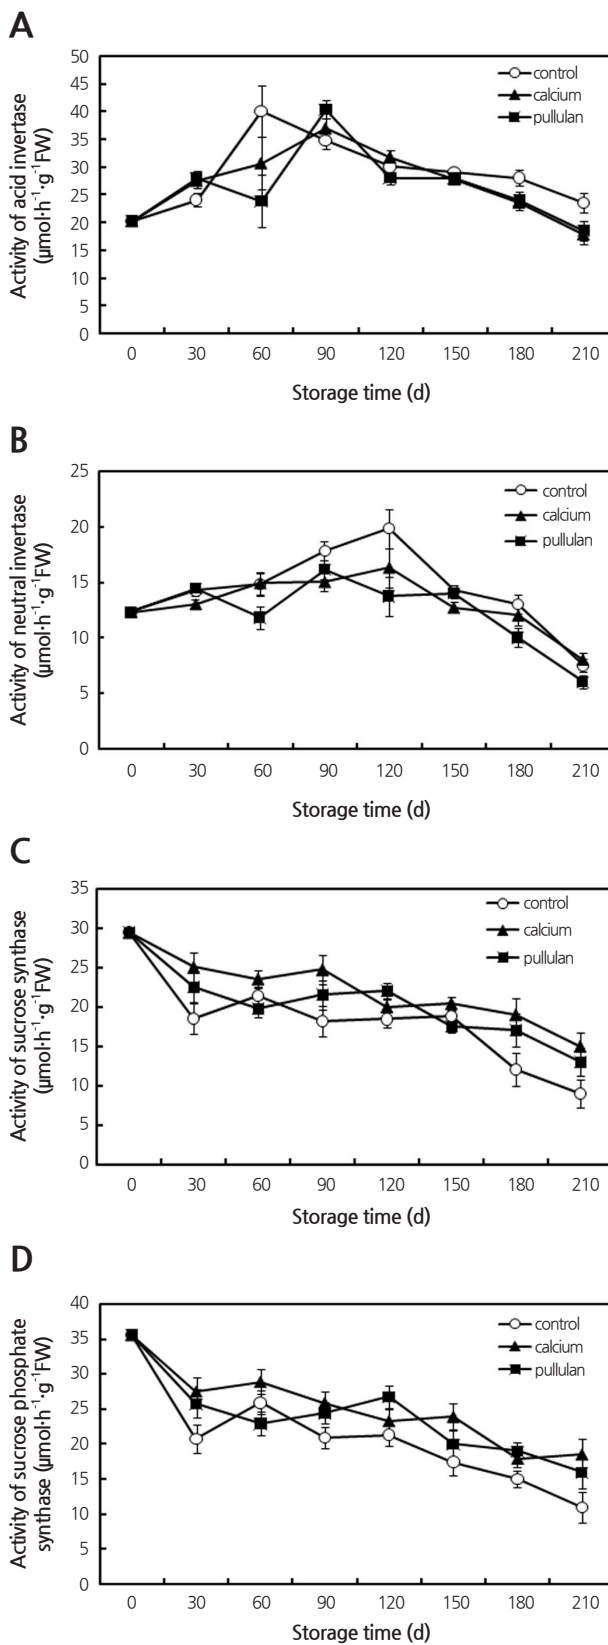 A
Activity of acid invertase
(µmol·h⁻¹·g⁻¹FW)
50
45
40
35
30
25
20
15
10
5
0
control
calcium
pullulan
0 30 60 90 120 150 180 210
Storage time (d)
B
Activity of neutral invertase
(µmol·h⁻¹·g⁻¹FW)
25
20
15
10
5
0
control
calcium
pullulan
0 30 60 90 120 150 180 210
Storage time (d)
C
Activity of sucrose synthase
(µmol·h⁻¹·g⁻¹FW)
35
30
25
20
15
10
5
0
control
calcium
pullulan
0 30 60 90 120 150 180 210
Storage time (d)
D
Activity of sucrose phosphate
synthase (µmol·h⁻¹·g⁻¹FW)
40
35
30
25
20
15
10
5
0
control
calcium
pullulan
0 30 60 90 120 150 180 210
Storage time (d)